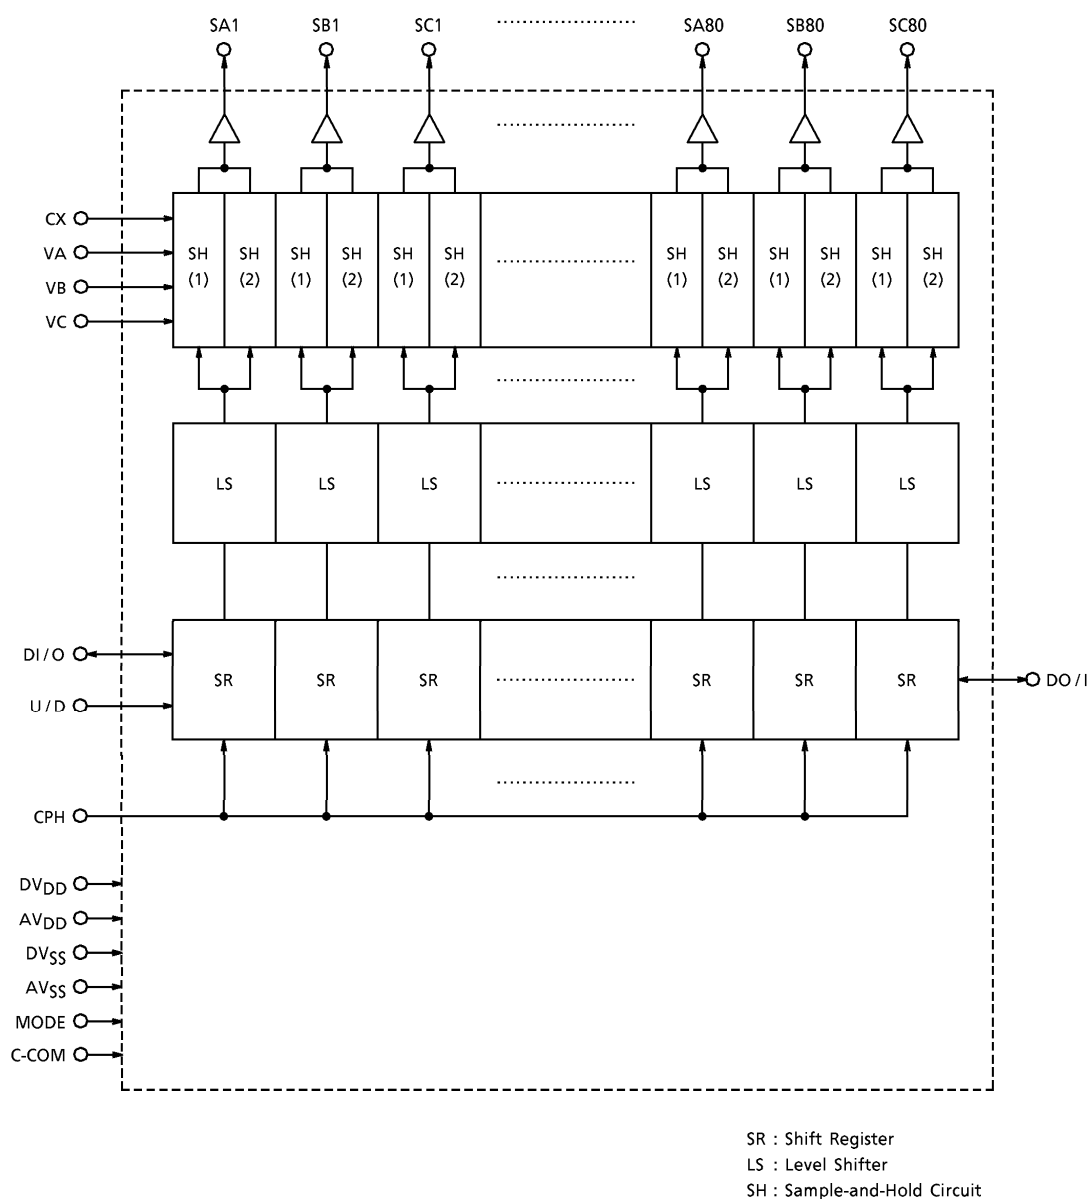 SA1 SB1 SC1 SA80 SB80 SC80
CX
VA
VB
VC
SH (1) SH (2) SH (1) SH (2) SH (1) SH (2) SH (1) SH (2) SH (1) SH (2) SH (1) SH (2)
LS LS LS LS LS LS
DI/O
U/D
SR SR SR SR SR SR
DO/I
CPH
DVDD
AVDD
DVSS
AVSS
MODE
C-COM
SR : Shift Register
LS : Level Shifter
SH : Sample-and-Hold Circuit